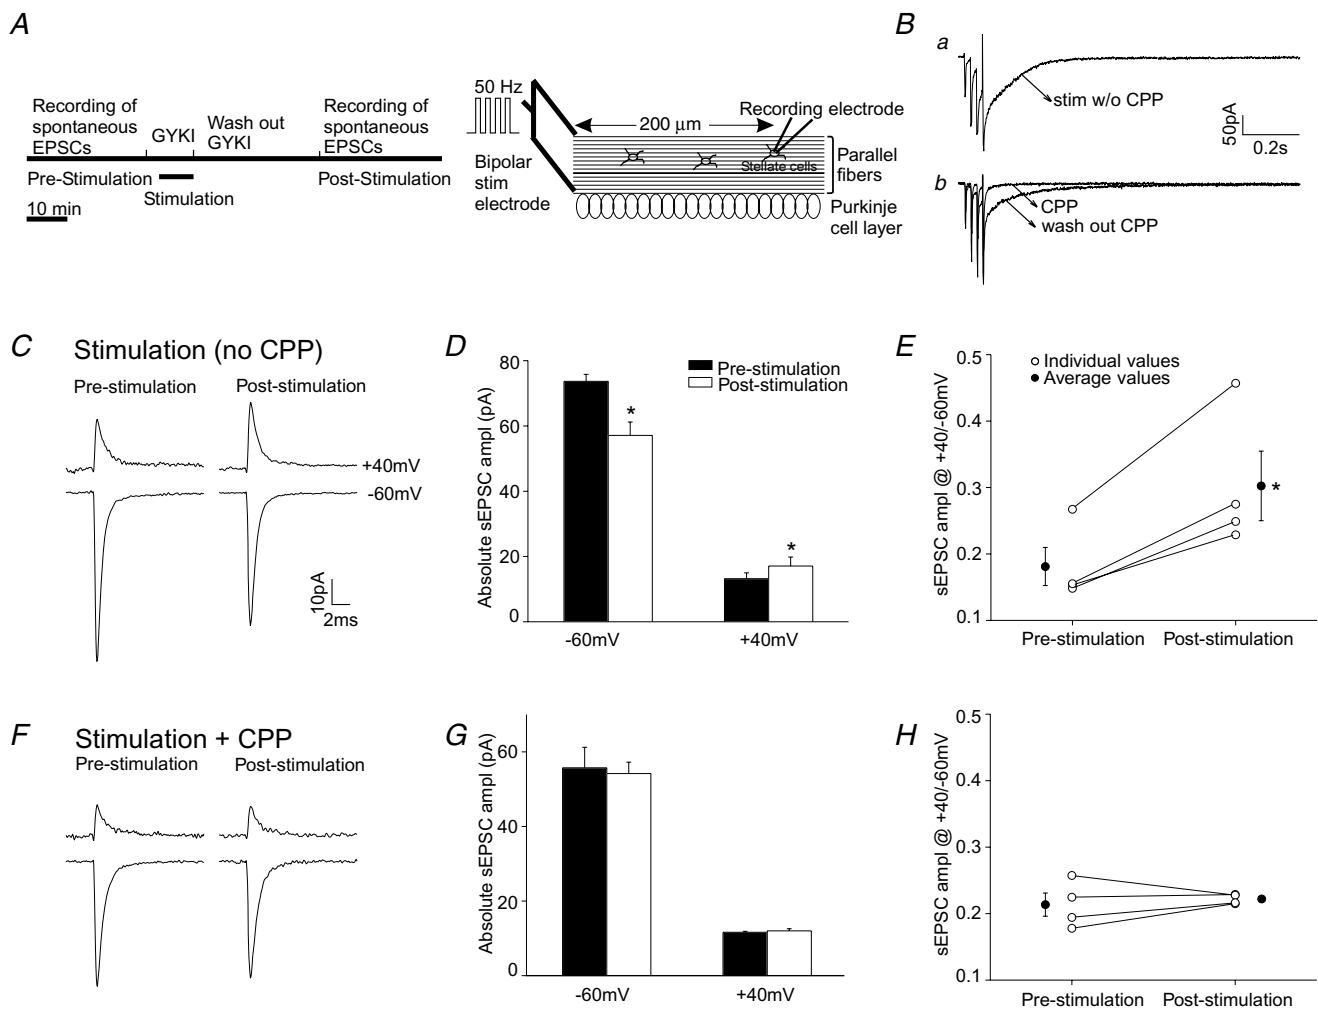 A
Recording of
spontaneous
EPSCs
GYKI
Wash out
GYKI
Recording of
spontaneous
EPSCs
Pre-Stimulation
Stimulation
Post-Stimulation
10 min
50 Hz
Bipolar
stim
electrode
200 µm
Recording electrode
Stellate cells
Parallel
fibers
Purkinje
cell layer
B
a
stim w/o CPP
50pA
0.2s
b
CPP
wash out CPP
C
Stimulation (no CPP)
Pre-stimulation
Post-stimulation
+40mV
-60mV
10pA
2ms
D
Absolute sEPSC ampl (pA)
80
60
40
20
0
Pre-stimulation
Post-stimulation
*
*
-60mV
+40mV
E
sEPSC ampl @ +40/-60mV
0.5
0.4
0.3
0.2
0.1
Individual values
Average values
*
Pre-stimulation
Post-stimulation
F
Stimulation + CPP
Pre-stimulation
Post-stimulation
G
Absolute sEPSC ampl (pA)
60
40
20
0
-60mV
+40mV
H
sEPSC ampl @ +40/-60mV
0.5
0.4
0.3
0.2
0.1
Pre-stimulation
Post-stimulation